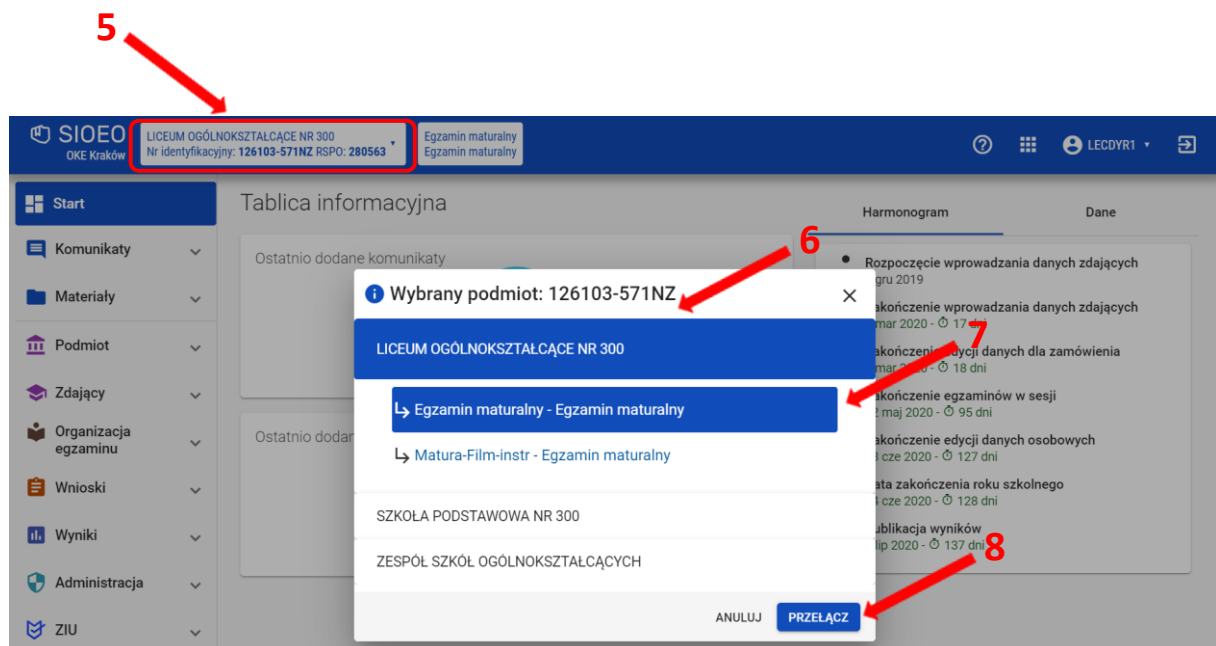 5
SIOEO
OKE Kraków
LICEUM OGÓLNOKSZTAŁCĄCE NR 300
Nr identyfikacyjny: 126103-571NZ RSPO: 280563
Egzamin maturalny
Egzamin maturalny
LECDYR1
Start
Komunikaty
Materiały
Podmiot
Zdający
Organizacja
egzaminu
Wnioski
Wyniki
Administracja
ZIU
Tablica informacyjna
Ostatnio dodane komunikaty
Ostatnio dodan
6
Wybrany podmiot: 126103-571NZ
LICEUM OGÓLNOKSZTAŁCĄCE NR 300
Egzamin maturalny - Egzamin maturalny
Matura-Film-instr - Egzamin maturalny
SZKOŁA PODSTAWOWA NR 300
ZESPÓŁ SZKÓŁ OGÓLNOKSZTAŁCĄCYCH
ANULUJ
PRZEŁĄCZ
7
8
Harmonogram
Dane
Rozpoczęcie wprowadzania danych zdających
gru 2019
akończenie wprowadzania danych zdających
mar 2020 - 17 dni
akończenie edycji danych dla zamówienia
mar 2020 - 18 dni
akończenie egzaminów w sesji
2 maj 2020 - 95 dni
akończenie edycji danych osobowych
cze 2020 - 127 dni
ata zakończenia roku szkolnego
cze 2020 - 128 dni
ublikacja wyników
lip 2020 - 137 dni